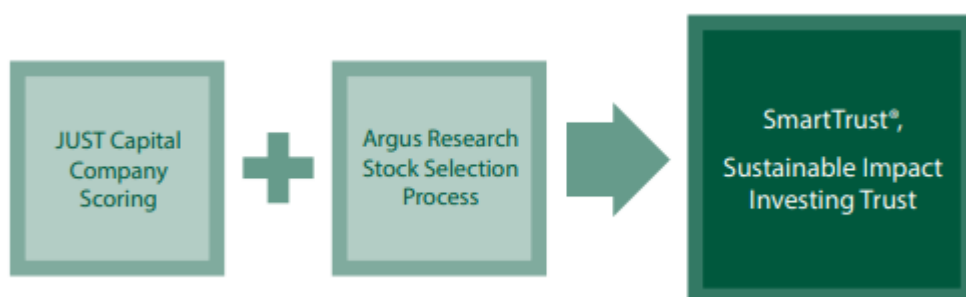 JUST Capital
Company
Scoring
Argus Research
Stock Selection
Process
SmartTrust®,
Sustainable Impact
Investing Trust